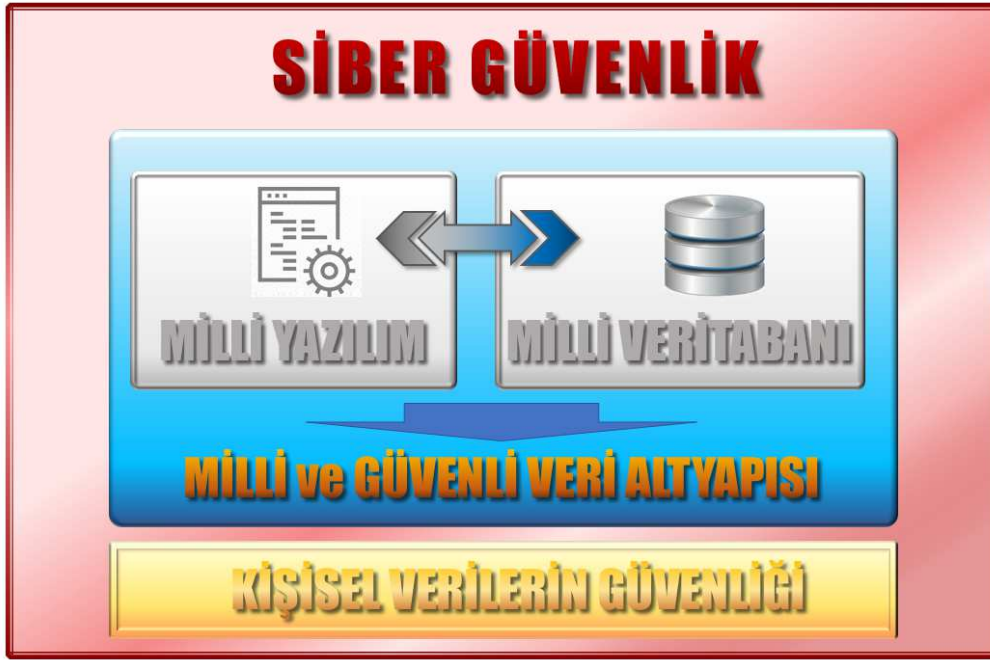 SİBER GÜVENLİK
MİLLİ YAZILIM
MİLLİ VERİTABANI
MİLLİ ve GÜVENLİ VERİ ALTYAPISI
KİŞİSEL VERİLERİN GÜVENLİĞİ